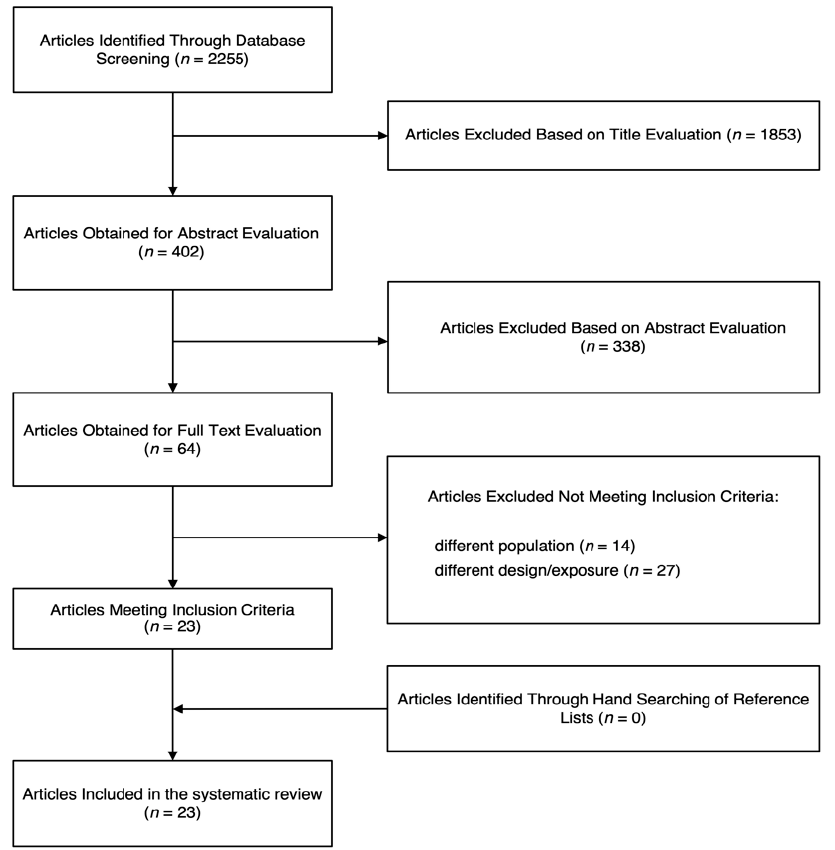 Articles Identified Through Database
Screening (n = 2255)
Articles Excluded Based on Title Evaluation (n = 1853)
Articles Obtained for Abstract Evaluation
(n = 402)
Articles Excluded Based on Abstract Evaluation
(n = 338)
Articles Obtained for Full Text Evaluation
(n = 64)
Articles Excluded Not Meeting Inclusion Criteria:
different population (n = 14)
different design/exposure (n = 27)
Articles Meeting Inclusion Criteria
(n = 23)
Articles Identified Through Hand Searching of Reference
Lists (n = 0)
Articles Included in the systematic review
(n = 23)